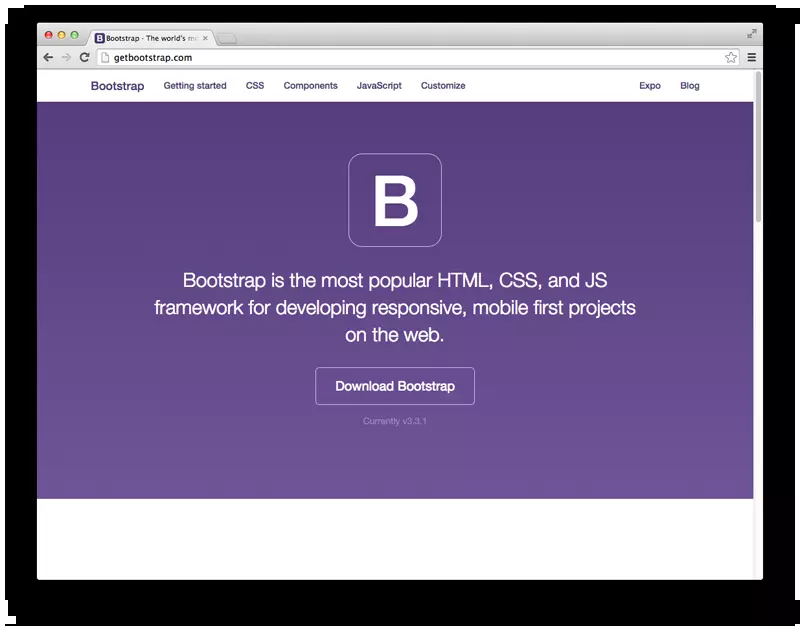 Bootstrap · The world's mo
getbootstrap.com
Bootstrap Getting started CSS Components JavaScript Customize Expo Blog
B
Bootstrap is the most popular HTML, CSS, and JS
framework for developing responsive, mobile first projects
on the web.
Download Bootstrap
Currently v3.3.1